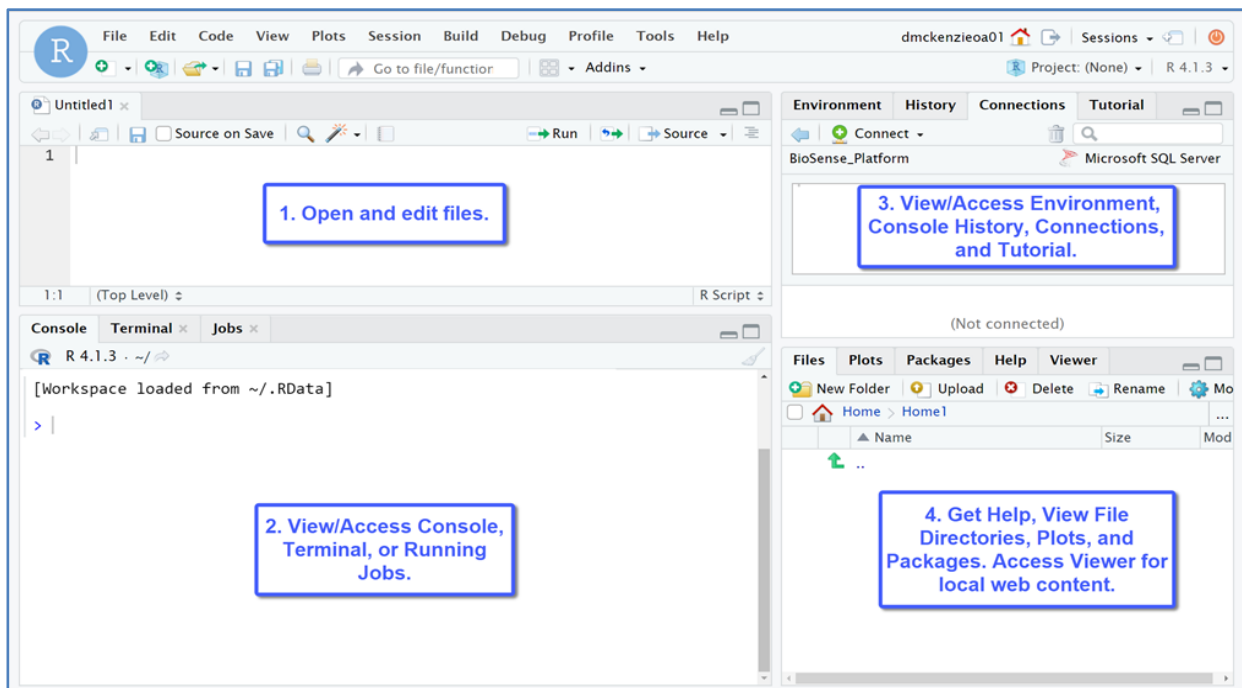 R
File Edit Code View Plots Session Build Debug Profile Tools Help
dmckenzieoa01 Sessions
Go to file/function Addins
Project: (None) R 4.1.3
Untitled1
Source on Save Run Source
1
1. Open and edit files.
1:1 (Top Level) R Script
Console Terminal Jobs
R 4.1.3 · ~/
[Workspace loaded from ~/.RData]
>
2. View/Access Console,
Terminal, or Running
Jobs.
Environment History Connections Tutorial
Connect
BioSense_Platform Microsoft SQL Server
3. View/Access Environment,
Console History, Connections,
and Tutorial.
(Not connected)
Files Plots Packages Help Viewer
New Folder Upload Delete Rename Mo
Home > Home1 ...
Name Size Mod
..
4. Get Help, View File
Directories, Plots, and
Packages. Access Viewer for
local web content.